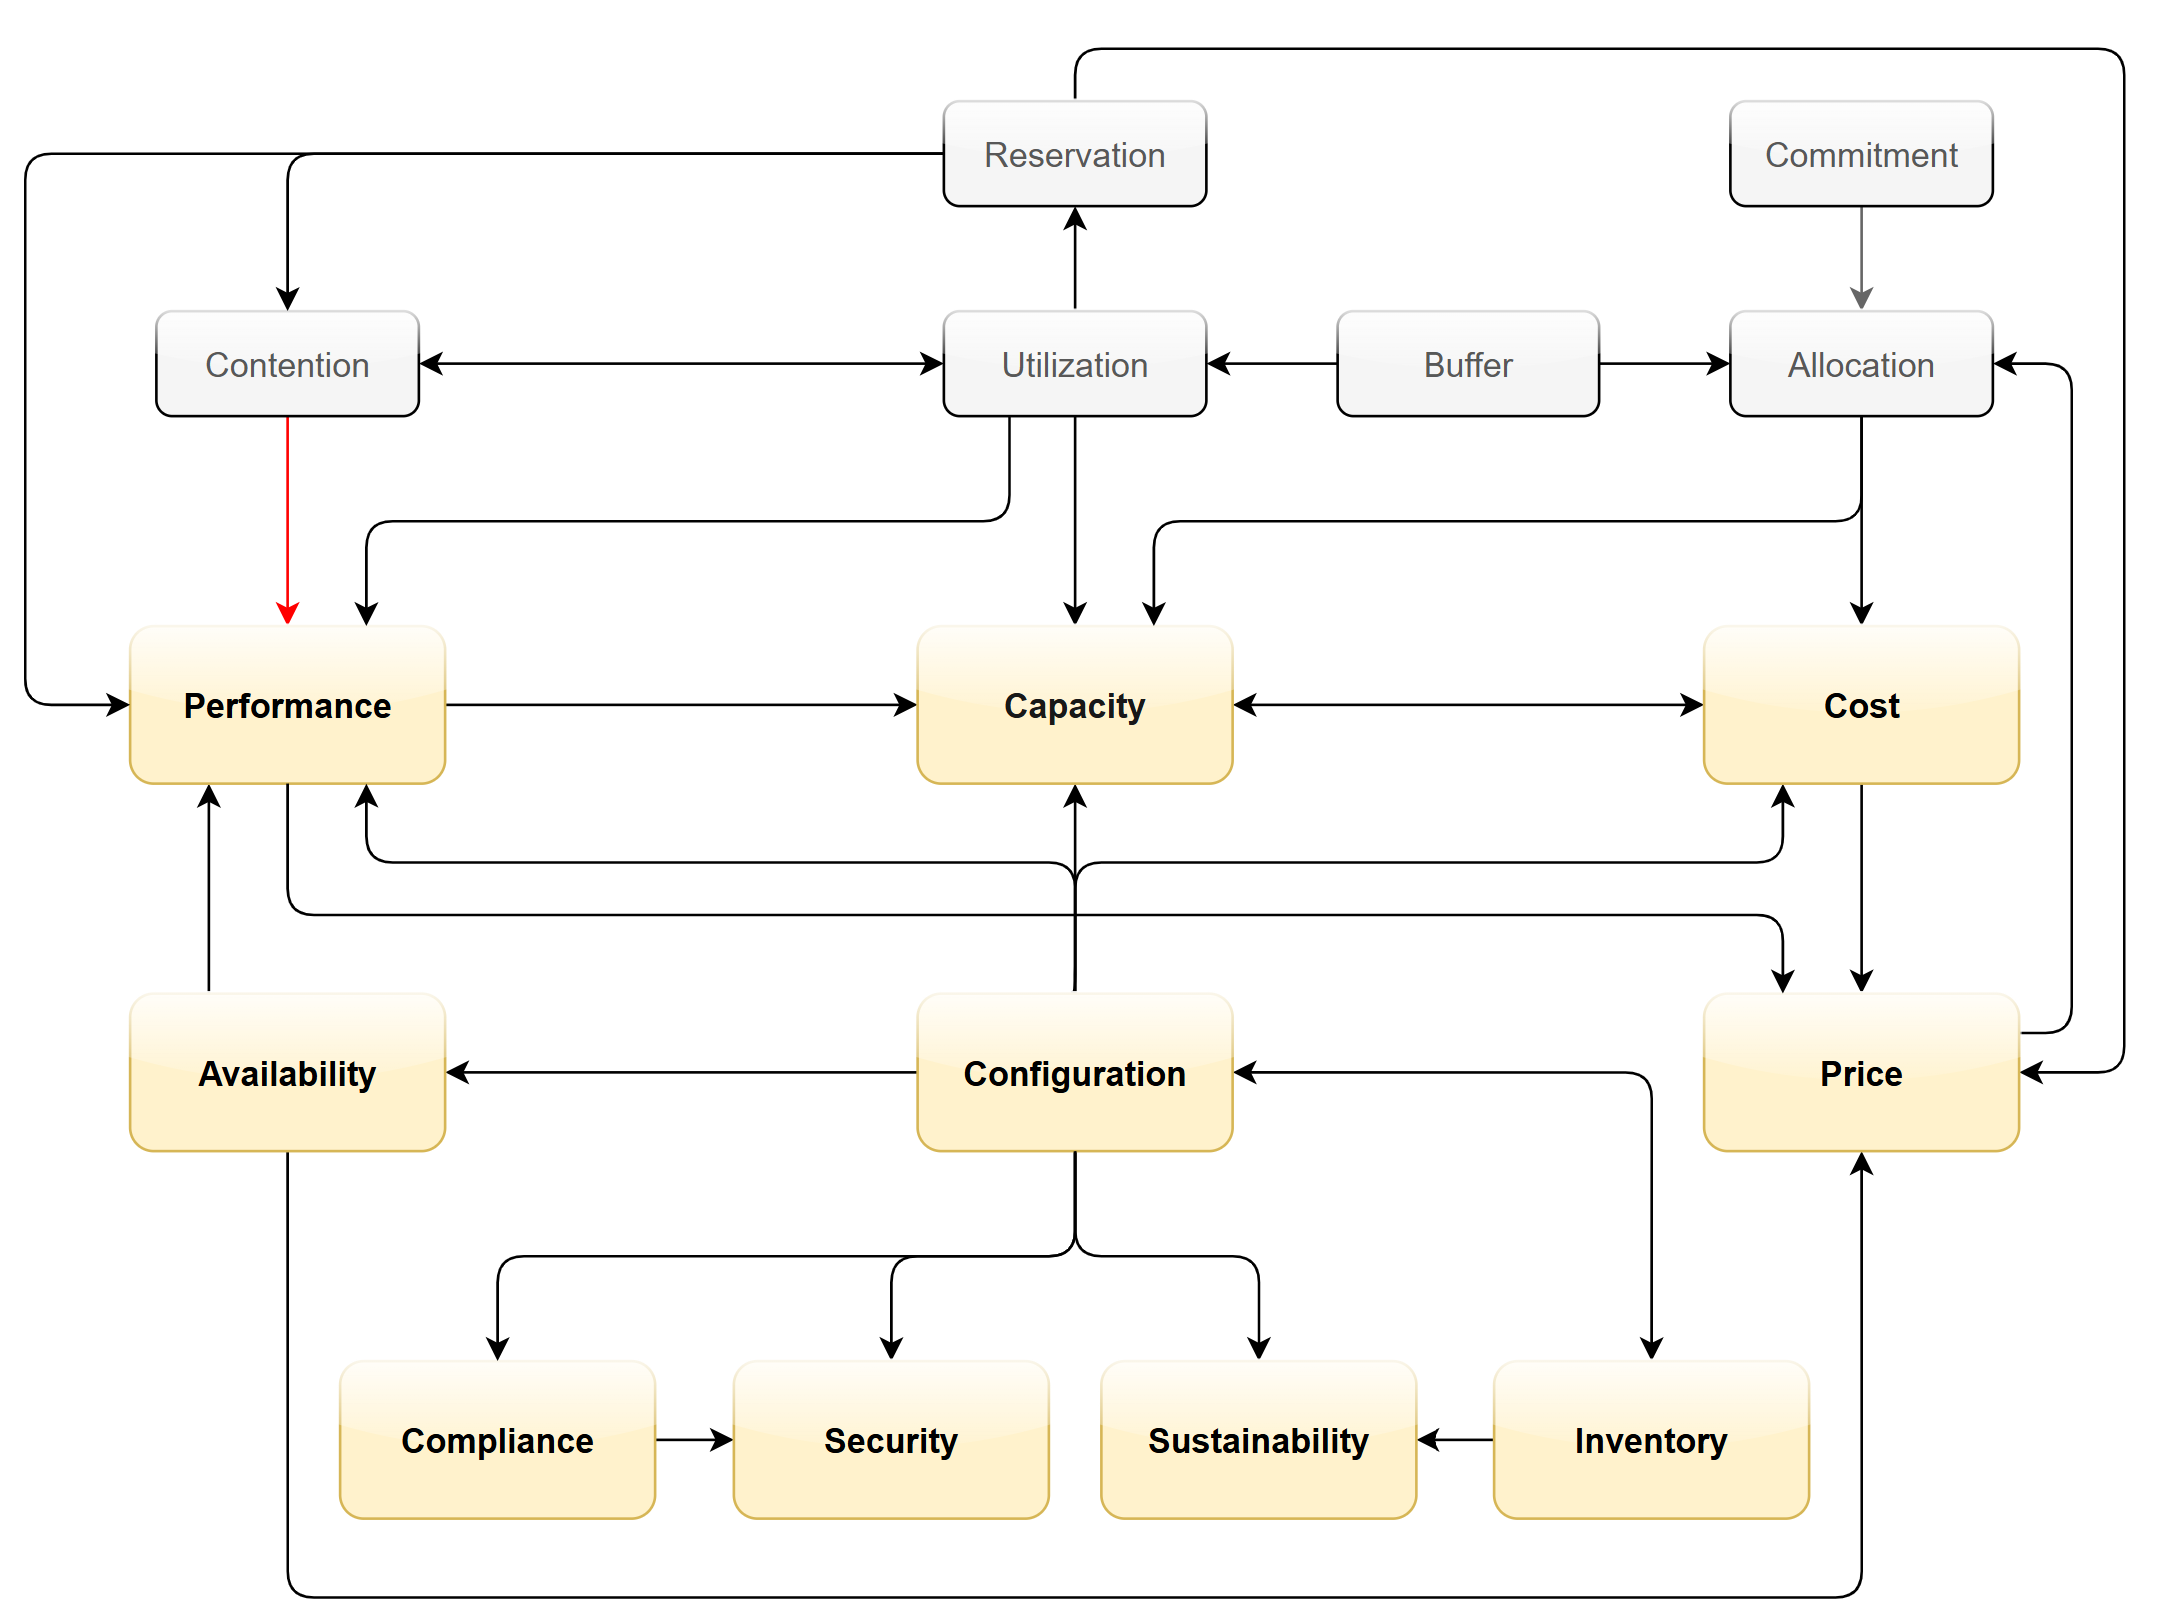 Reservation
Commitment
Contention
Utilization
Buffer
Allocation
Performance
Capacity
Cost
Availability
Configuration
Price
Compliance
Security
Sustainability
Inventory